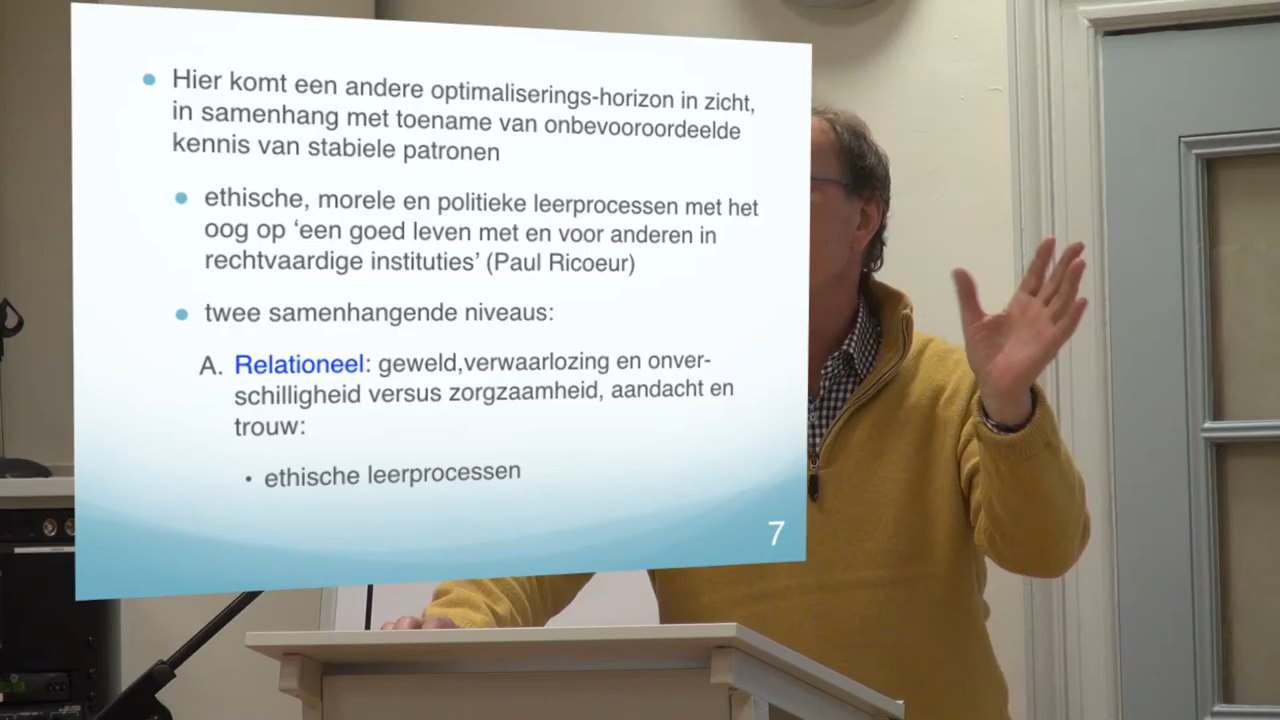 Hier komt een andere optimaliserings-horizon in zicht,
in samenhang met toename van onbevooroordeelde
kennis van stabiele patronen
ethische, morele en politieke leerprocessen met het
oog op ‘een goed leven met en voor anderen in
rechtvaardige instituties’ (Paul Ricoeur)
twee samenhangende niveaus:
A. Relationeel: geweld,verwaarlozing en onver-
schilligheid versus zorgzaamheid, aandacht en
trouw:
• ethische leerprocessen
7